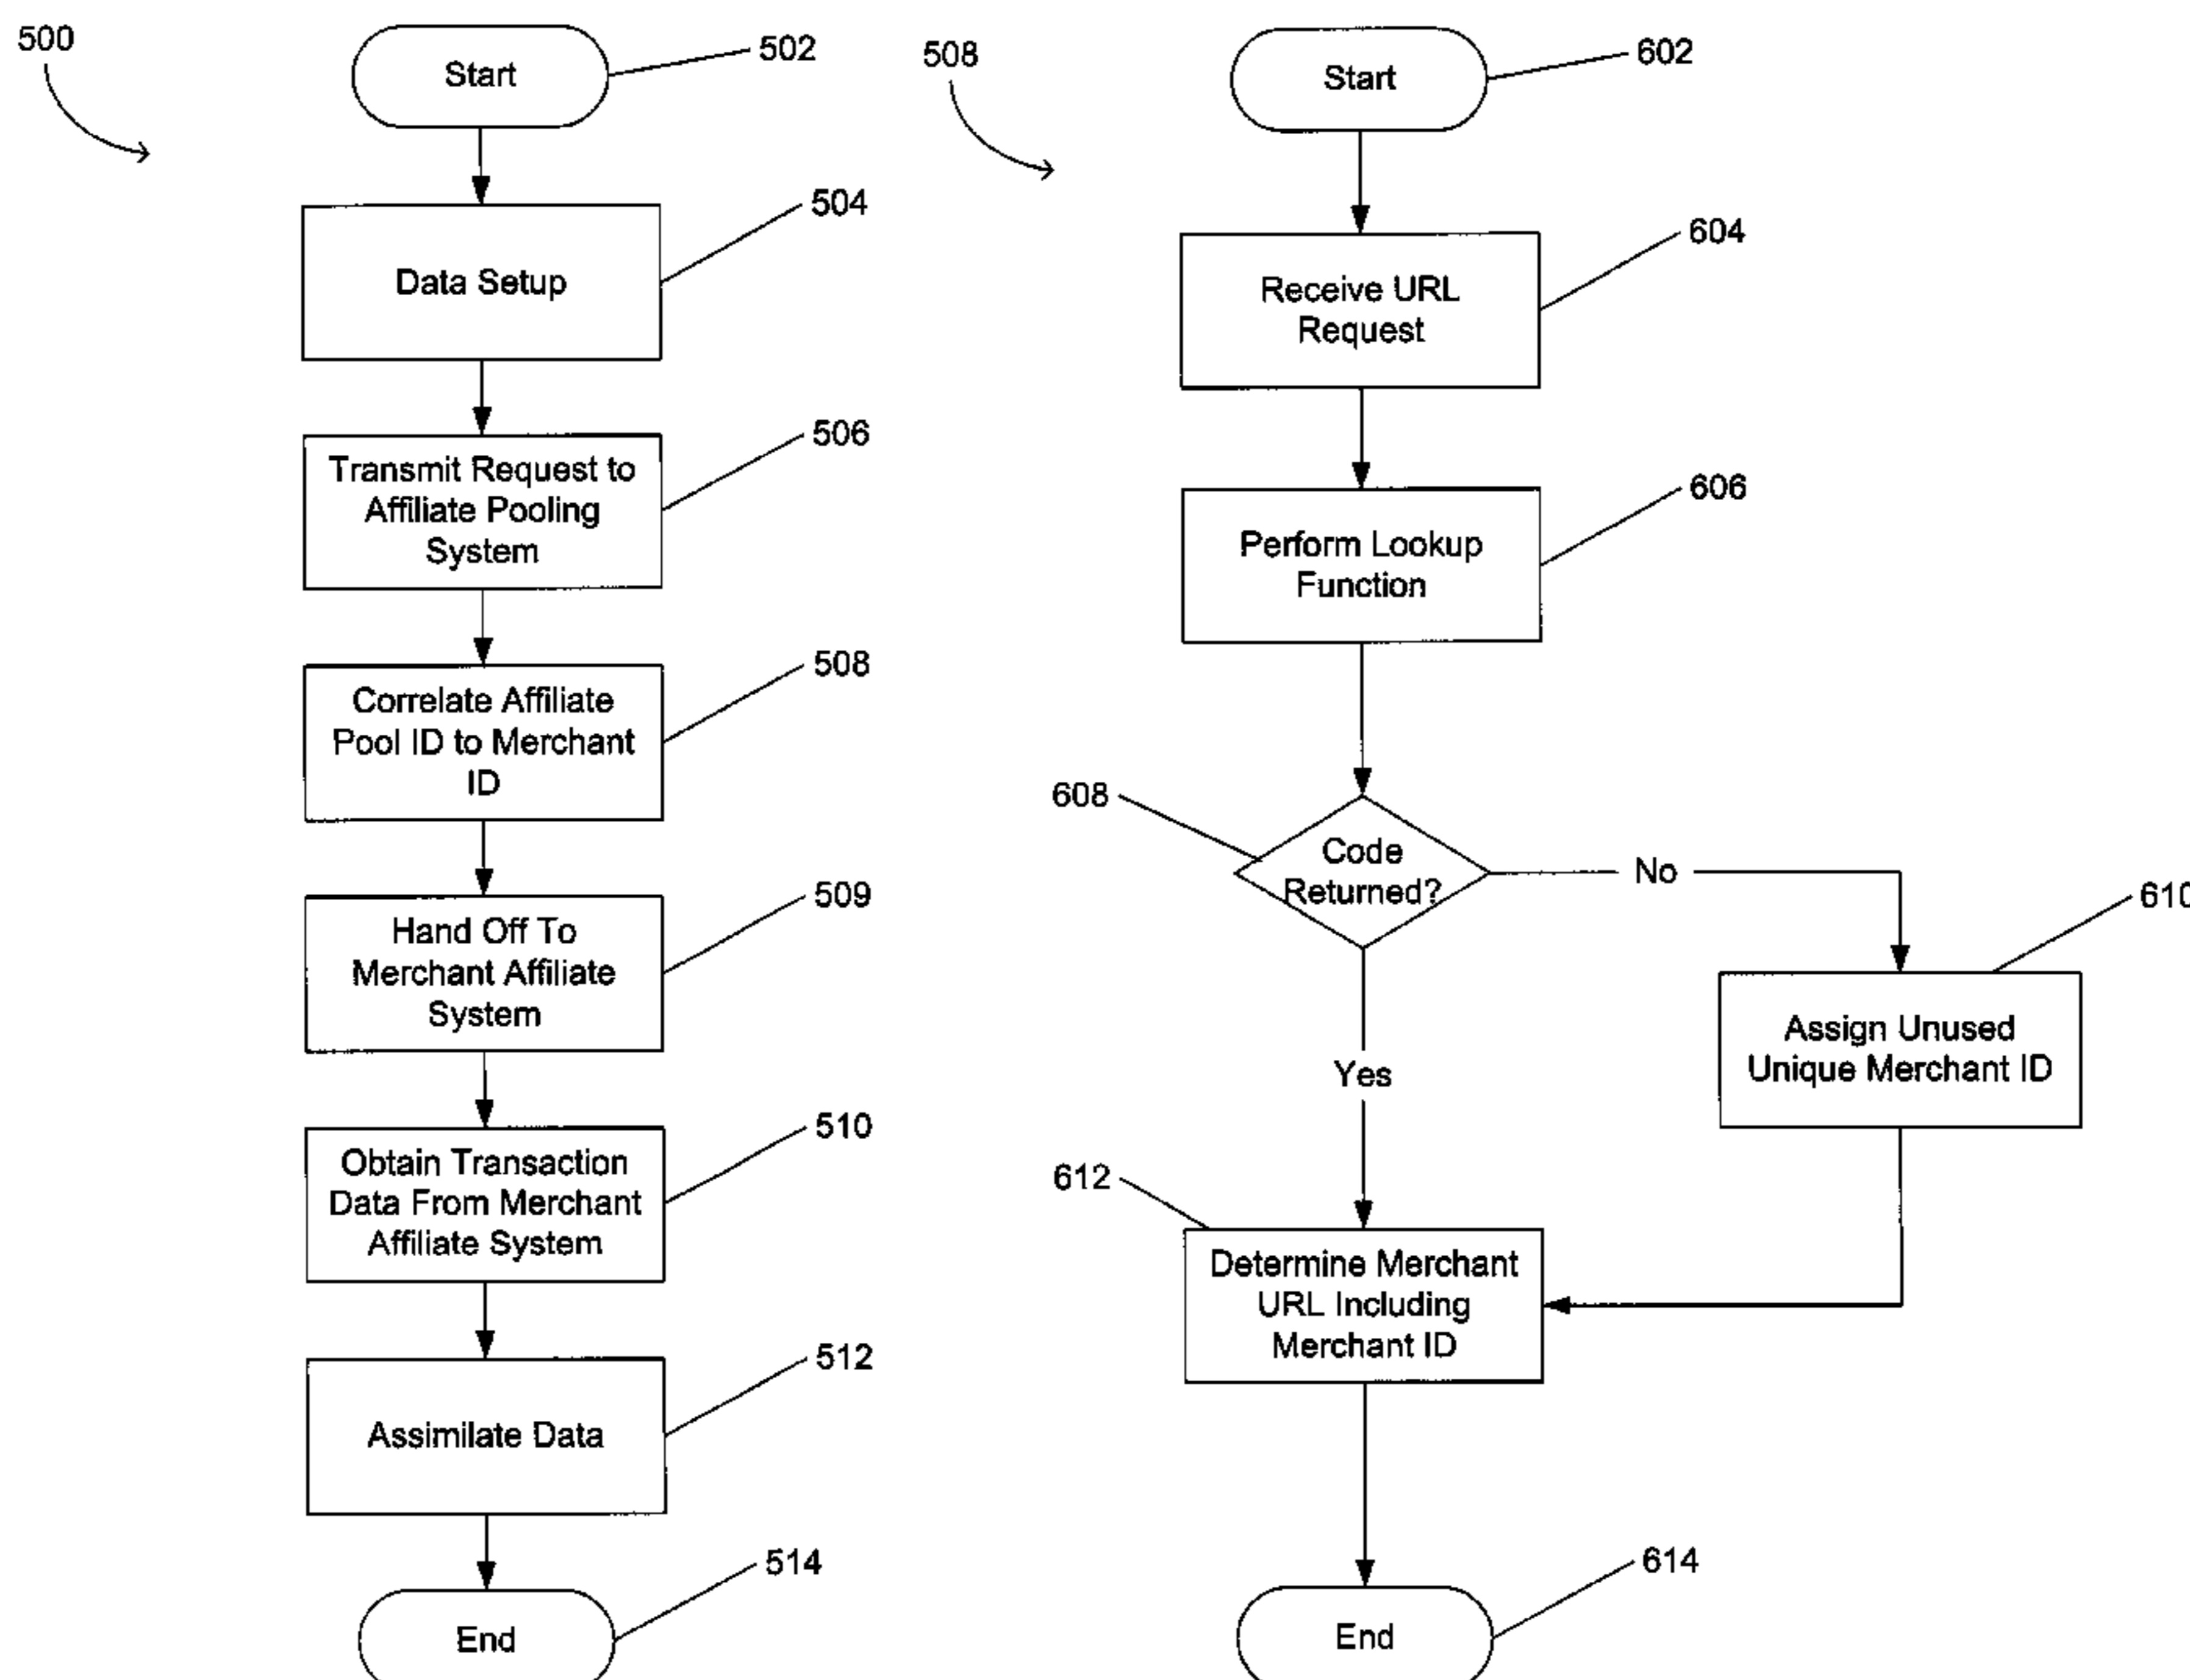 500
Start
502
Data Setup
504
Transmit Request to
Affiliate Pooling
System
506
Correlate Affiliate
Pool ID to Merchant
ID
508
Hand Off To
Merchant Affiliate
System
509
Obtain Transaction
Data From Merchant
Affiliate System
510
Assimilate Data
512
End
514
508
Start
602
Receive URL
Request
604
Perform Lookup
Function
606
608
Code
Returned?
No
610
Assign Unused
Unique Merchant ID
Yes
612
Determine Merchant
URL Including
Merchant ID
End
614